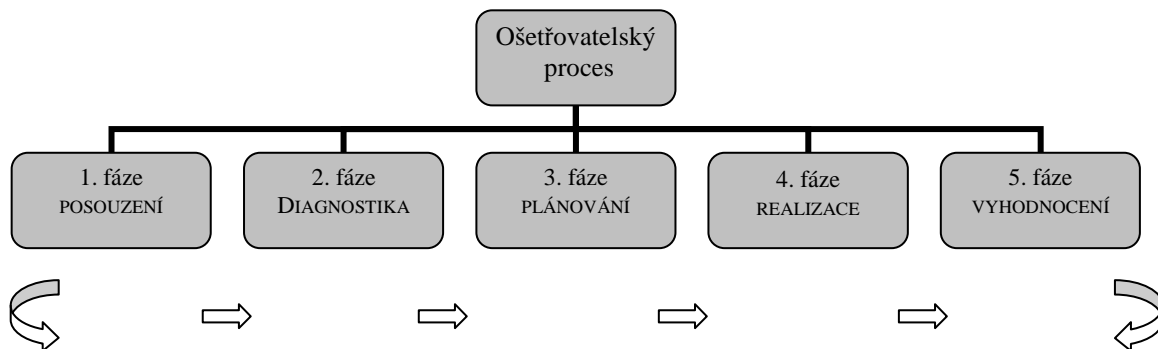 Ošetřovatelský
proces
1. fáze
POSOUZENÍ
2. fáze
DIAGNOSTIKA
3. fáze
PLÁNOVÁNÍ
4. fáze
REALIZACE
5. fáze
VYHODNOCENÍ